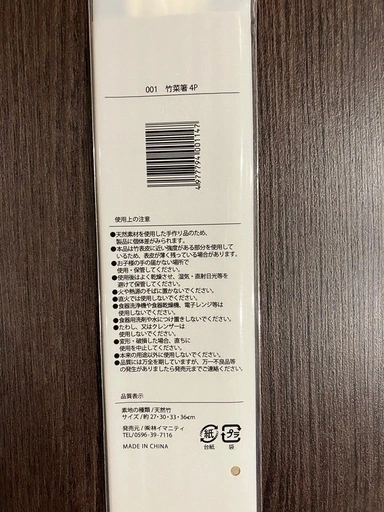 001 竹菜箸 4P
4977794001147
使用上の注意
●天然素材を使用した手作り品のため、
製品に個体差がみられます。
●本品は竹表皮に近い強度がある部分を使用して
いるため、表皮が薄く残っている場合があります。
●お子様の手の届かない場所で
使用・保管してください。
●使用後はよく乾燥させ、湿気・直射日光等を
避けて保管してください。
●火や熱源のそばに置かないでください。
●直火では使用しないでください。
●食器洗浄機や食器乾燥機、電子レンジ等は
使用しないでください。
●食器用洗剤や水につけ置きしないでください。
●たわし、又はクレンザーは
使用しないでください。
●変形・破損した場合、直ちに
使用を中止してください。
●本来の用途以外に使用しないでください。
●品質には万全を期していますが、万一不良品等
の発生がありましたら発売元までご連絡ください。
品質表示
素地の種類/天然竹
サイズ/約27・30・33・36cm
発売元/㈱林イマニティ
TEL/0596-39-7116
MADE IN CHINA
紙
台紙
プラ
袋